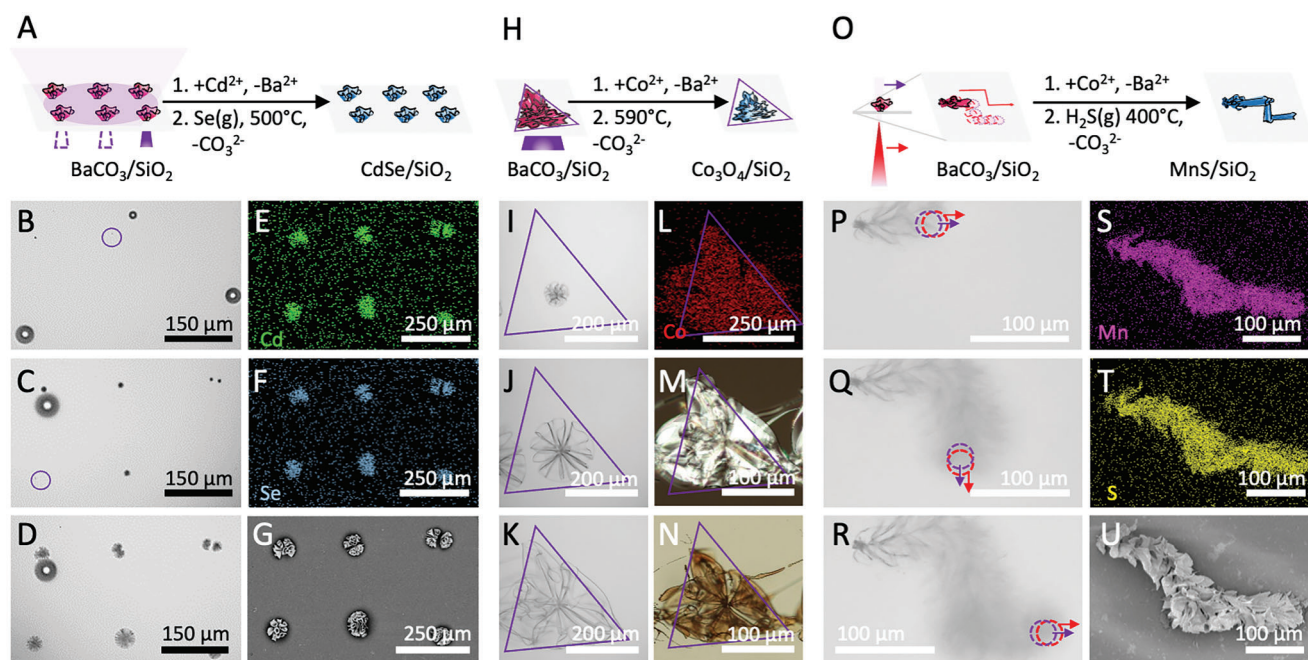 A
1. +Cd²⁺, -Ba²⁺
2. Se(g), 500°C,
-CO₃²⁻
BaCO₃/SiO₂
CdSe/SiO₂
H
1. +Co²⁺, -Ba²⁺
2. 590°C,
-CO₃²⁻
BaCO₃/SiO₂
Co₃O₄/SiO₂
O
1. +Co²⁺, -Ba²⁺
2. H₂S(g) 400°C,
-CO₃²⁻
BaCO₃/SiO₂
MnS/SiO₂
B
150 µm
E
Cd
250 µm
I
200 µm
L
Co
250 µm
P
100 µm
S
Mn
100 µm
C
150 µm
F
Se
250 µm
J
200 µm
M
100 µm
Q
100 µm
T
S
100 µm
D
150 µm
G
250 µm
K
200 µm
N
100 µm
R
100 µm
U
100 µm